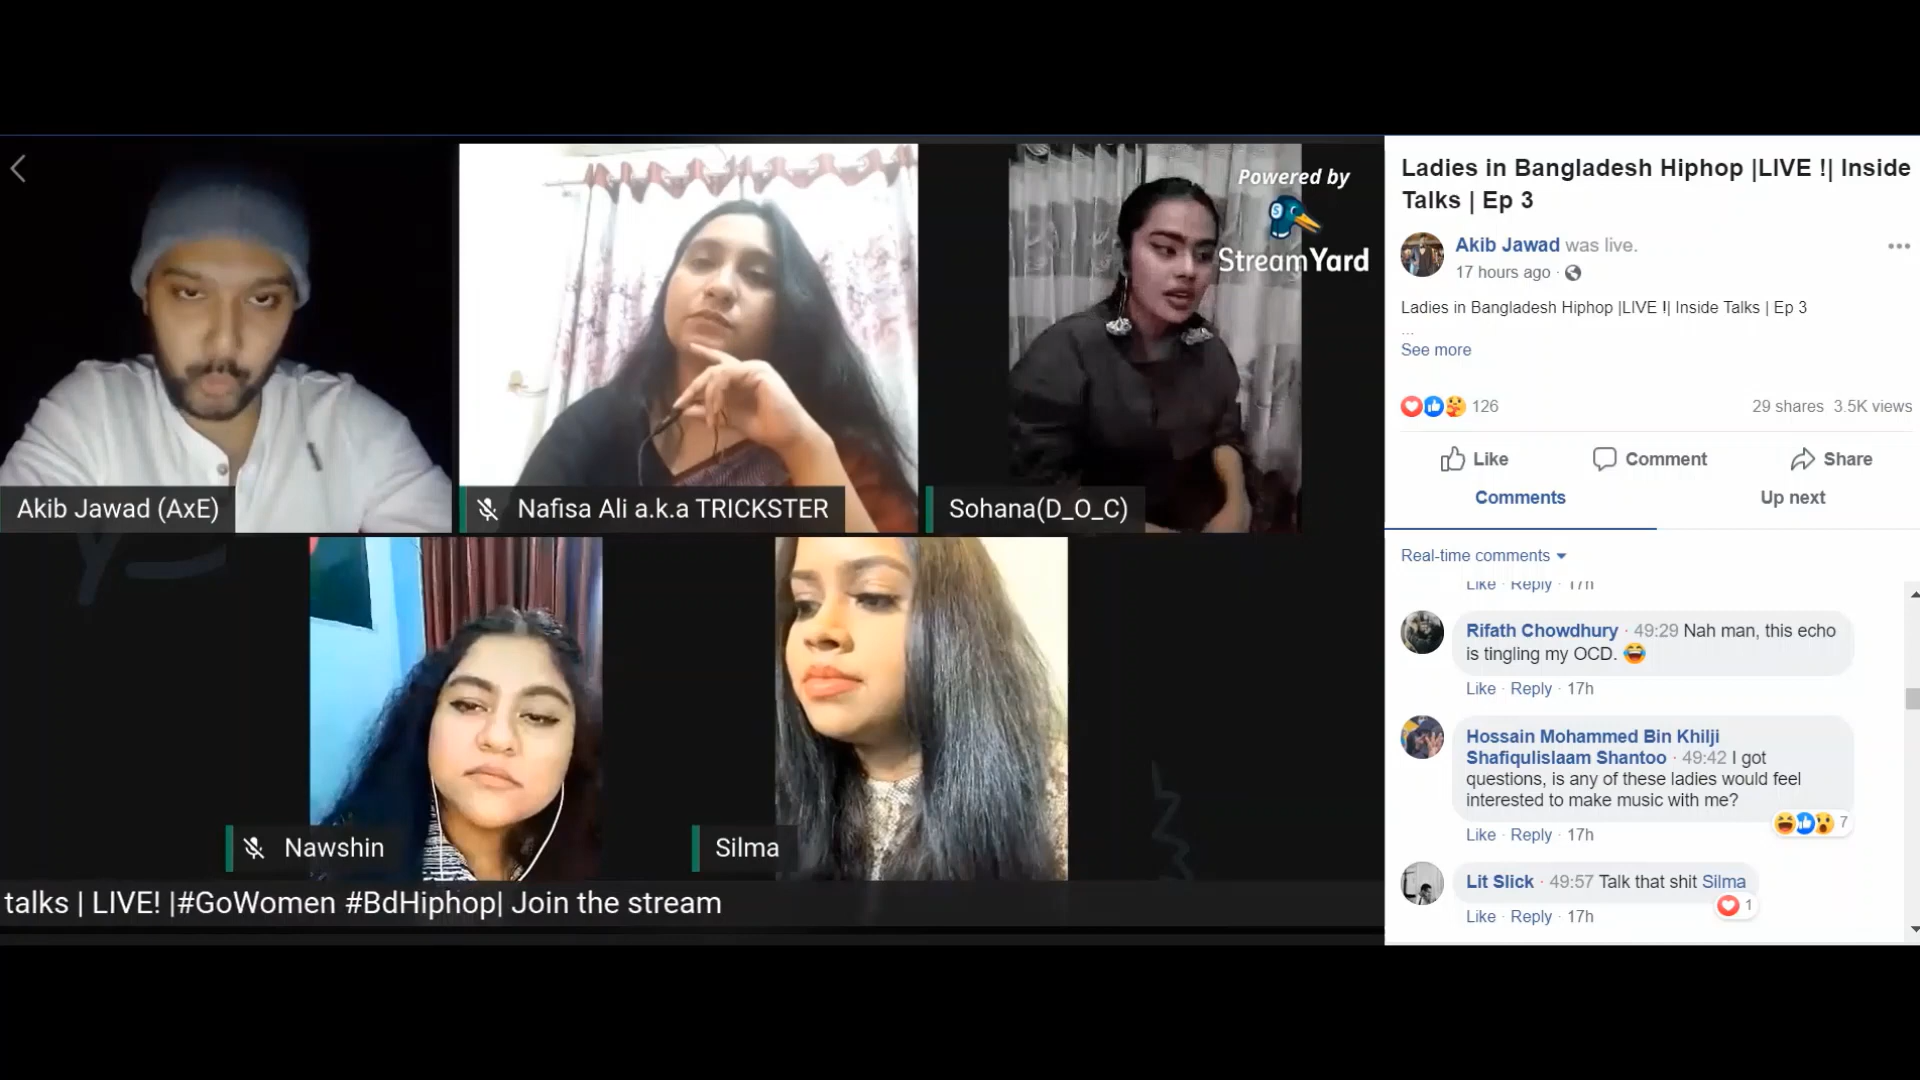 Powered by
StreamYard
Akib Jawad (AxE)
Nafisa Ali a.k.a TRICKSTER
Sohana(D_O_C)
Nawshin
Silma
talks | LIVE! |#GoWomen #BdHiphop| Join the stream
Ladies in Bangladesh Hiphop |LIVE !| Inside
Talks | Ep 3
Akib Jawad was live.
17 hours ago ·
Ladies in Bangladesh Hiphop |LIVE !| Inside Talks | Ep 3
...
See more
126
29 shares 3.5K views
Like Comment Share
Comments Up next
Real-time comments
Like · Reply · 17h
Rifath Chowdhury · 49:29 Nah man, this echo
is tingling my OCD. 😂
Like · Reply · 17h
Hossain Mohammed Bin Khilji
Shafiqulislaam Shantoo · 49:42 I got
questions, is any of these ladies would feel
interested to make music with me?
7
Like · Reply · 17h
Lit Slick · 49:57 Talk that shit Silma
1
Like · Reply · 17h